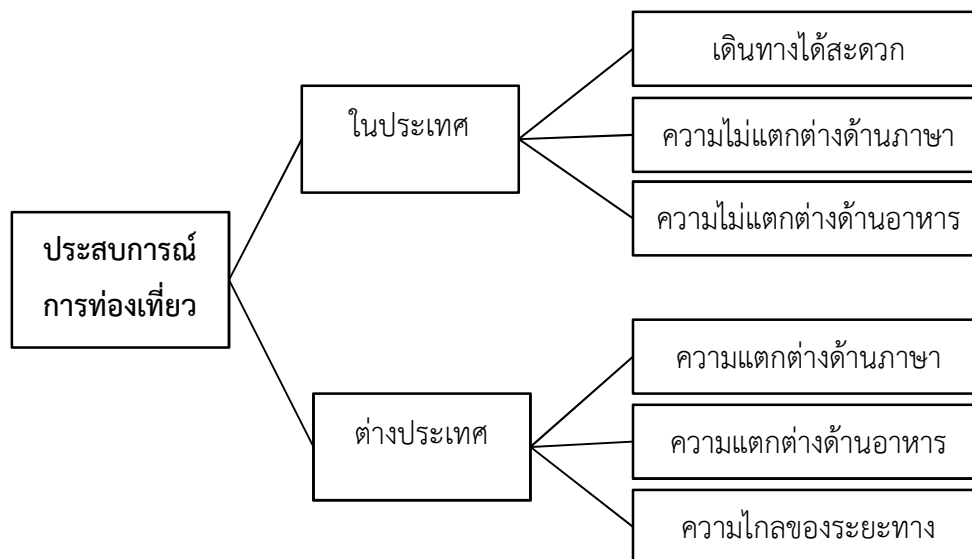 ประสบการณ์
การท่องเที่ยว
ในประเทศ
เดินทางได้สะดวก
ความไม่แตกต่างด้านภาษา
ความไม่แตกต่างด้านอาหาร
ต่างประเทศ
ความแตกต่างด้านภาษา
ความแตกต่างด้านอาหาร
ความไกลของระยะทาง